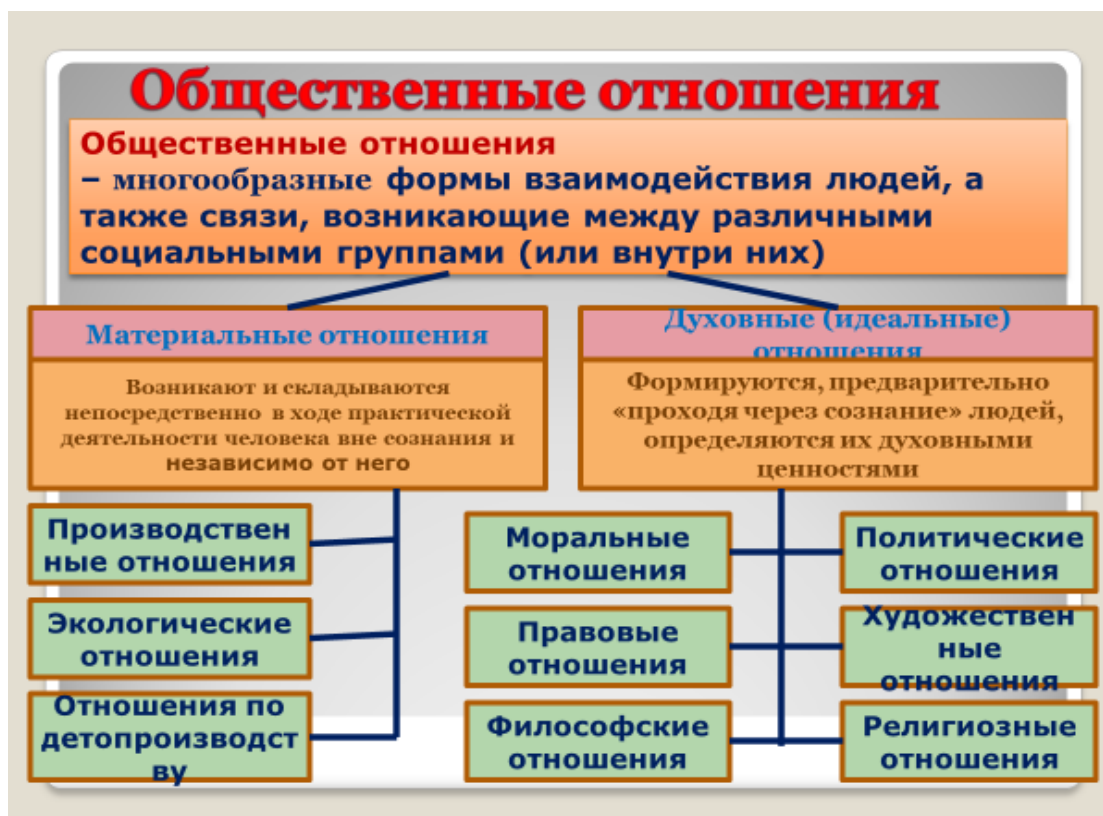 Общественные отношения
Общественные отношения
– многообразные формы взаимодействия людей, а
также связи, возникающие между различными
социальными группами (или внутри них)
Материальные отношения
Возникают и складываются
непосредственно в ходе практической
деятельности человека вне сознания и
независимо от него
Производствен
ные отношения
Экологические
отношения
Отношения по
детопроизводст
ву
Духовные (идеальные)
отношения
Формируются, предварительно
«проходя через сознание» людей,
определяются их духовными
ценностями
Моральные
отношения
Политические
отношения
Правовые
отношения
Художествен
ные
отношения
Философские
отношения
Религиозные
отношения